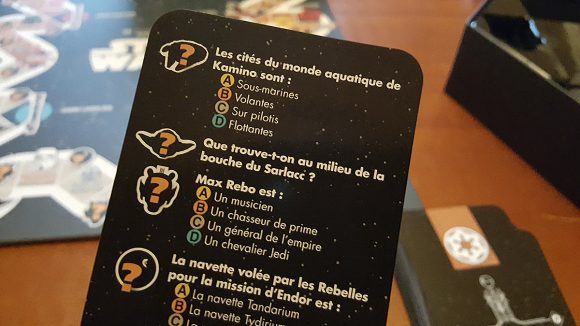 Les cités du monde aquatique de
Kamino sont :
A Sous-marines
B Volantes
C Sur pilotis
D Flottantes
Que trouve-t-on au milieu de la
bouche du Sarlacc ?
Max Rebo est :
A Un musicien
B Un chasseur de prime
C Un général de l'empire
D Un chevalier Jedi
La navette volée par les Rebelles
pour la mission d'Endor est :
A La navette Tandarium
B La navette Tydirium
C